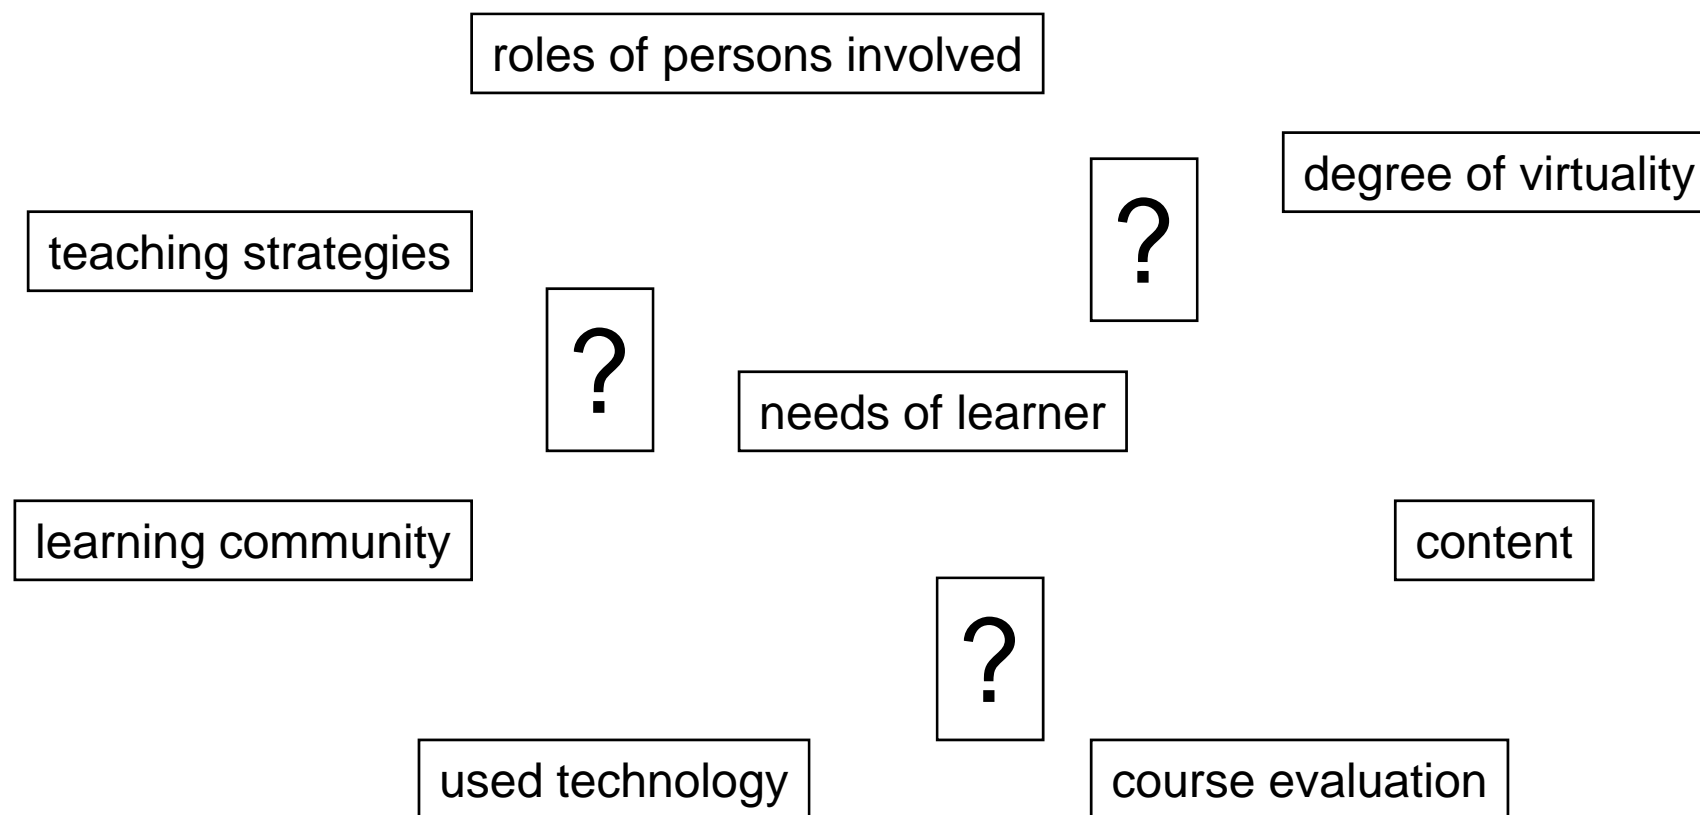 roles of persons involved
degree of virtuality
?
teaching strategies
?
needs of learner
learning community
content
?
used technology
course evaluation